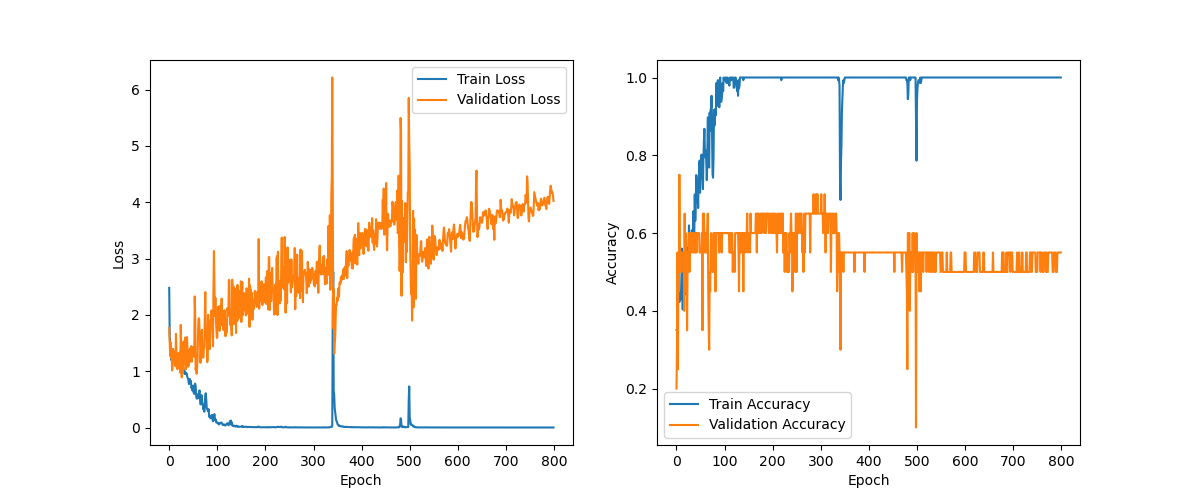 Train Loss
Validation Loss
6
5
4
3
2
1
0
Loss
0 100 200 300 400 500 600 700 800
Epoch
1.0
0.8
0.6
0.4
0.2
Accuracy
Train Accuracy
Validation Accuracy
0 100 200 300 400 500 600 700 800
Epoch